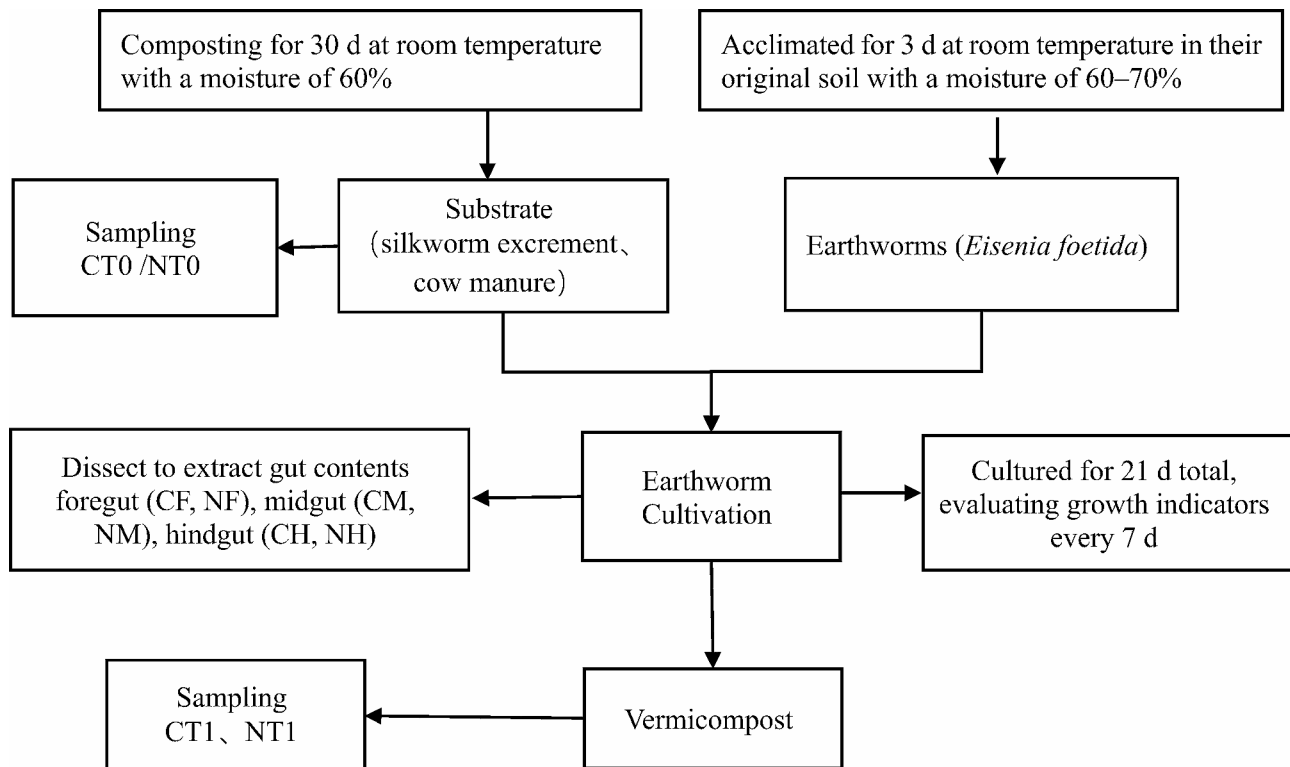 Composting for 30 d at room temperature
with a moisture of 60%
Acclimated for 3 d at room temperature in their
original soil with a moisture of 60–70%
Sampling
CT0 /NT0
Substrate
（silkworm excrement、
cow manure）
Earthworms (Eisenia foetida)
Dissect to extract gut contents
foregut (CF, NF), midgut (CM,
NM), hindgut (CH, NH)
Earthworm
Cultivation
Cultured for 21 d total,
evaluating growth indicators
every 7 d
Sampling
CT1、NT1
Vermicompost